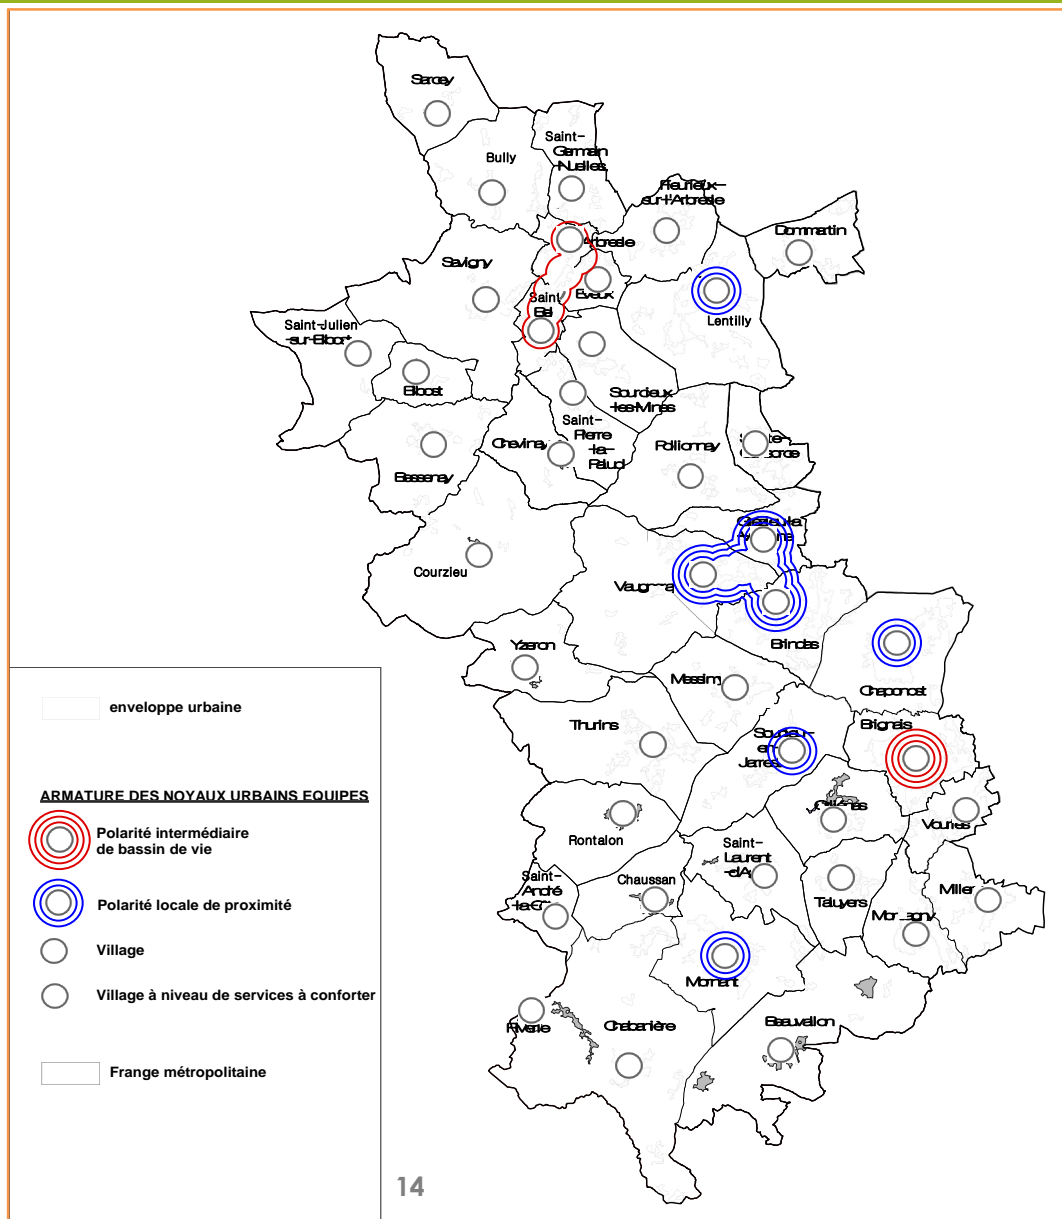 Sarcey
Bully
Saint-
Germain
Nuelles
Fleurieux-
sur-l'Arbresle
Dommartin
Arbresle
Savigny
Eveux
Saint
Bel
Lentilly
Saint-Julien
-sur-Bibost
Bibost
Sourcieux
-les-Mines
Saint-
Pierre
-la-
Palud
Chevinay
Pollionnay
Bessenay
Courzieu
Brindas
Yzeron
Messimy
Chaponost
Thurins
Brignais
Soucieu-
en-
Jarrest
Vourles
Rontalon
Saint-
Laurent
Saint-
André
Chaussan
Taluyers
Millery
Mornant
Riverie
Chabanière
Beauvallon
enveloppe urbaine
ARMATURE DES NOYAUX URBAINS EQUIPES
Polarité intermédiaire
de bassin de vie
Polarité locale de proximité
Village
Village à niveau de services à conforter
Frange métropolitaine
14